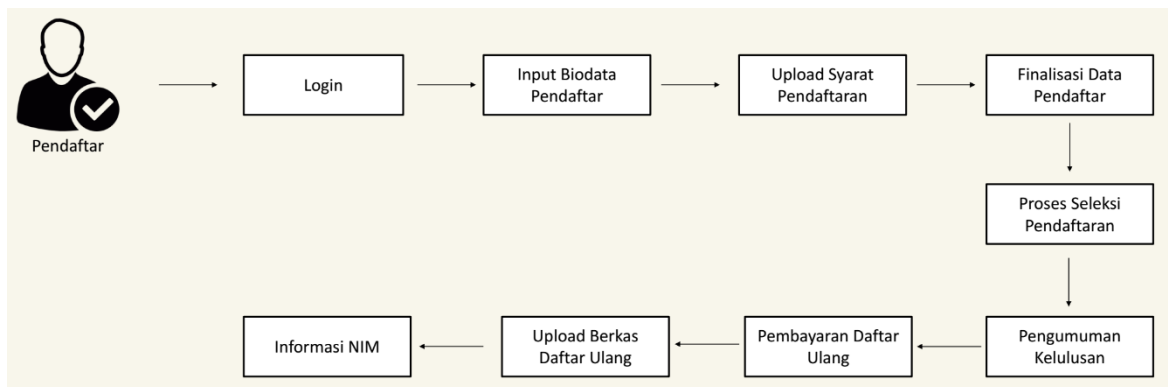 Pendaftar
Login
Input Biodata
Pendaftar
Upload Syarat
Pendaftaran
Finalisasi Data
Pendaftar
Proses Seleksi
Pendaftaran
Pengumuman
Kelulusan
Pembayaran Daftar
Ulang
Upload Berkas
Daftar Ulang
Informasi NIM